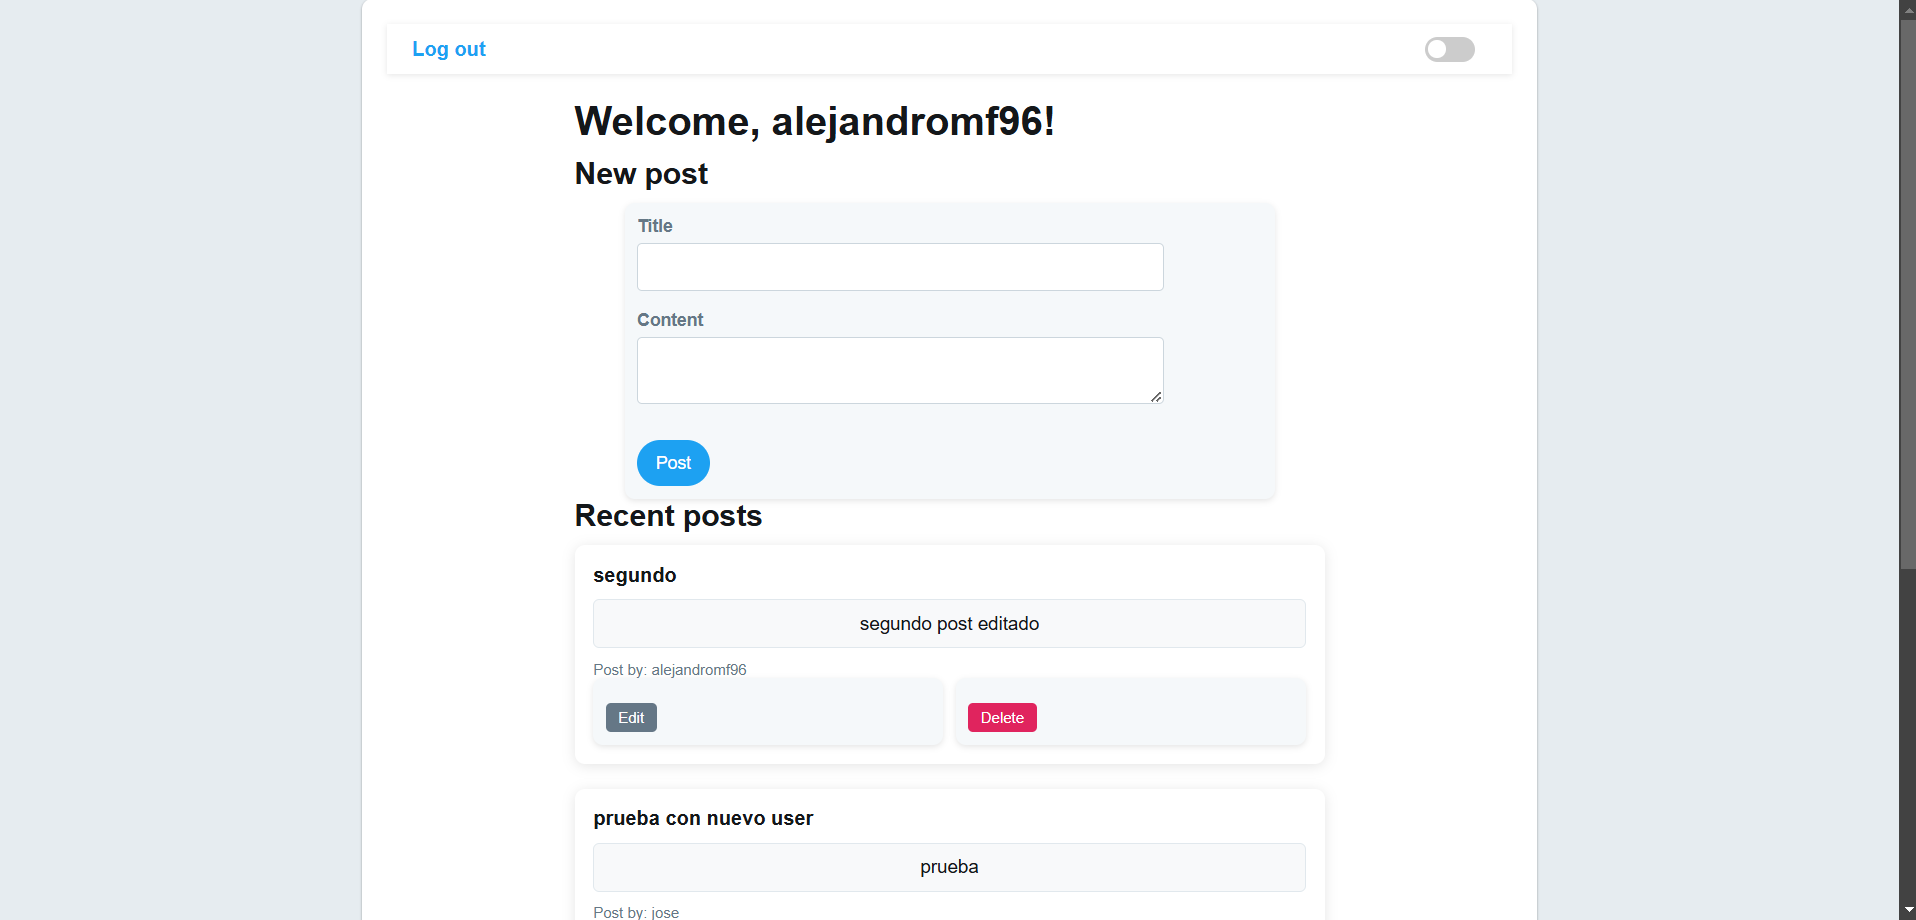 Log out
Welcome, alejandromf96!
New post
Title
Content
Post
Recent posts
segundo
segundo post editado
Post by: alejandromf96
Edit
Delete
prueba con nuevo user
prueba
Post by: jose